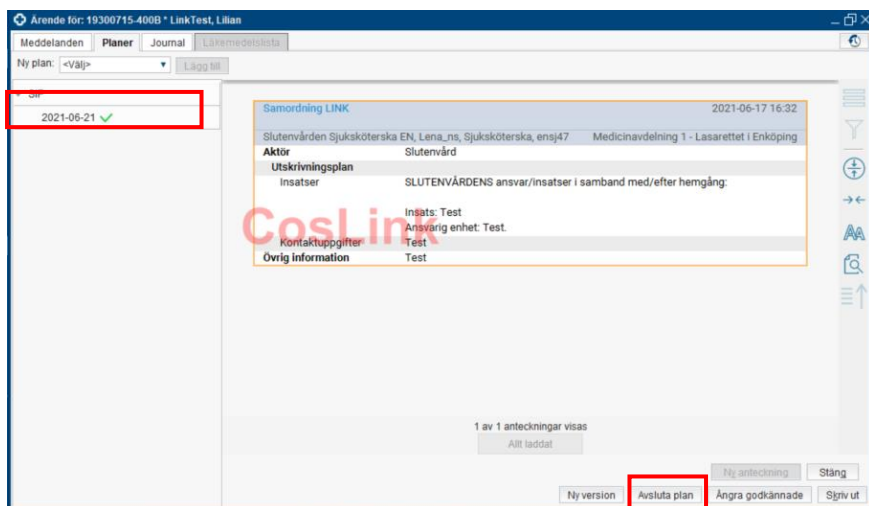 Ärende för: 19300715-400B * LinkTest, Lilian
Meddelanden Planer Journal Läkemedelslista
Ny plan: <Välj> Lägg till
SIP
2021-06-21
Samordning LINK 2021-06-17 16:32
Slutenvården Sjuksköterska EN, Lena_ns, Sjuksköterska, ensj47 Medicinavdelning 1 - Lasarettet i Enköping
Aktör Slutenvård
Utskrivningsplan
Insatser SLUTENVÅRDENS ansvar/insatser i samband med/efter hemgång:
Insats: Test
Ansvarig enhet: Test.
CosLink
Kontaktuppgifter Test
Övrig information Test
1 av 1 anteckningar visas
Allt laddat
Ny anteckning Stäng
Ny version Avsluta plan Ångra godkännade Skriv ut